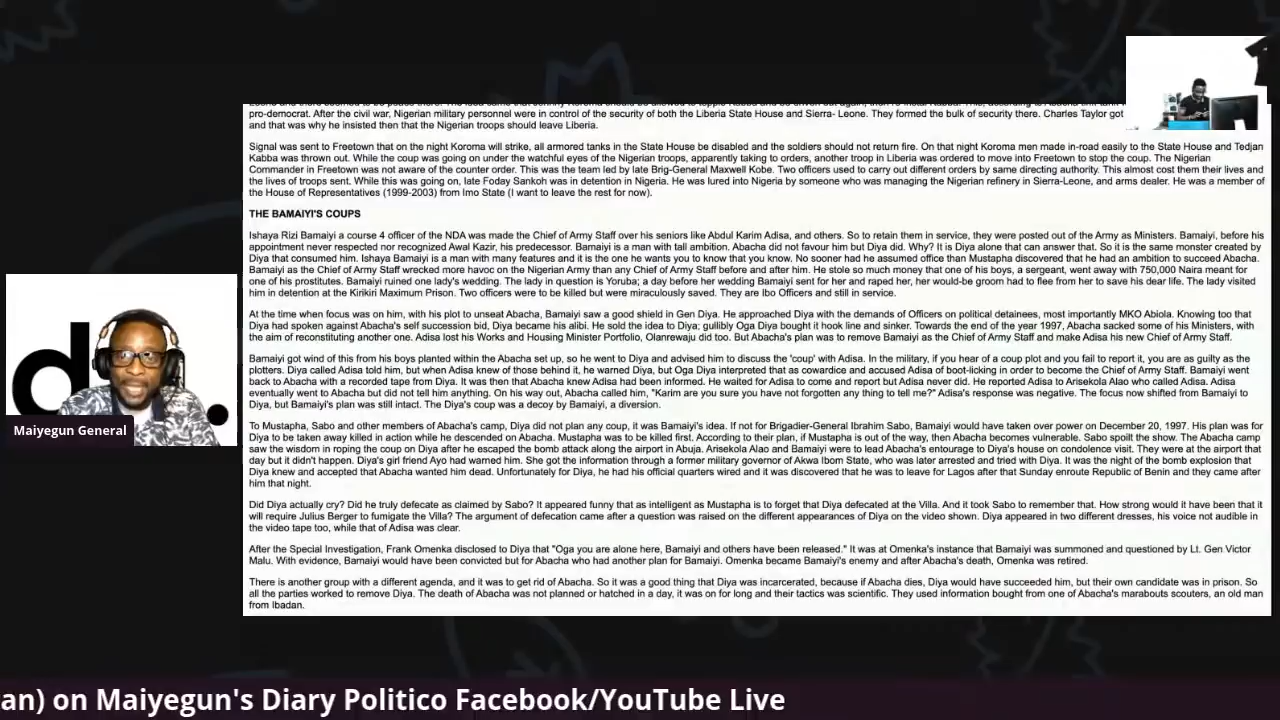 pro-democrat. After the civil war, Nigerian military personnel were in control of the security of both the Liberia State House and Sierra- Leone. They formed the bulk of security there. Charles Taylor got
and that was why he insisted then that the Nigerian troops should leave Liberia.
Signal was sent to Freetown that on the night Koroma will strike, all armored tanks in the State House be disabled and the soldiers should not return fire. On that night Koroma men made in-road easily to the State House and Tedjan
Kabba was thrown out. While the coup was going on under the watchful eyes of the Nigerian troops, apparently taking to orders, another troop in Liberia was ordered to move into Freetown to stop the coup. The Nigerian
Commander in Freetown was not aware of the counter order. This was the team led by late Brig-General Maxwell Kobe. Two officers used to carry out different orders by same directing authority. This almost cost them their lives and
the lives of troops sent. While this was going on, late Foday Sankoh was in detention in Nigeria. He was lured into Nigeria by someone who was managing the Nigerian refinery in Sierra-Leone, and arms dealer. He was a member of
the House of Representatives (1999-2003) from Imo State (I want to leave the rest for now).
THE BAMAIYI'S COUPS
Ishaya Rizi Bamaiyi a course 4 officer of the NDA was made the Chief of Army Staff over his seniors like Abdul Karim Adisa, and others. So to retain them in service, they were posted out of the Army as Ministers. Bamaiyi, before his
appointment never respected nor recognized Awal Kazir, his predecessor. Bamaiyi is a man with tall ambition. Abacha did not favour him but Diya did. Why? It is Diya alone that can answer that. So it is the same monster created by
Diya that consumed him. Ishaya Bamaiyi is a man with many features and it is the one he wants you to know that you know. No sooner had he assumed office than Mustapha discovered that he had an ambition to succeed Abacha.
Bamaiyi as the Chief of Army Staff wrecked more havoc on the Nigerian Army than any Chief of Army Staff before and after him. He stole so much money that one of his boys, a sergeant, went away with 750,000 Naira meant for
one of his prostitutes. Bamaiyi ruined one lady's wedding. The lady in question is Yoruba; a day before her wedding Bamaiyi sent for her and raped her, her would-be groom had to flee from her to save his dear life. The lady visited
him in detention at the Kirikiri Maximum Prison. Two officers were to be killed but were miraculously saved. They are Ibo Officers and still in service.
At the time when focus was on him, with his plot to unseat Abacha, Bamaiyi saw a good shield in Gen Diya. He approached Diya with the demands of Officers on political detainees, most importantly MKO Abiola. Knowing too that
Diya had spoken against Abacha's self succession bid, Diya became his alibi. He sold the idea to Diya; gullibly Oga Diya bought it hook line and sinker. Towards the end of the year 1997, Abacha sacked some of his Ministers, with
the aim of reconstituting another one. Adisa lost his Works and Housing Minister Portfolio, Olanrewaju did too. But Abacha's plan was to remove Bamaiyi as the Chief of Army Staff and make Adisa his new Chief of Army Staff.
Bamaiyi got wind of this from his boys planted within the Abacha set up, so he went to Diya and advised him to discuss the 'coup' with Adisa. In the military, if you hear of a coup plot and you fail to report it, you are as guilty as the
plotters. Diya called Adisa told him, but when Adisa knew of those behind it, he warned Diya, but Oga Diya interpreted that as cowardice and accused Adisa of boot-licking in order to become the Chief of Army Staff. Bamaiyi went
back to Abacha with a recorded tape from Diya. It was then that Abacha knew Adisa had been informed. He waited for Adisa to come and report but Adisa never did. He reported Adisa to Arisekola Alao who called Adisa. Adisa
eventually went to Abacha but did not tell him anything. On his way out, Abacha called him, "Karim are you sure you have not forgotten any thing to tell me?" Adisa's response was negative. The focus now shifted from Bamaiyi to
Diya, but Bamaiyi's plan was still intact. The Diya's coup was a decoy by Bamaiyi, a diversion.
To Mustapha, Sabo and other members of Abacha's camp, Diya did not plan any coup, it was Bamaiyi's idea. If not for Brigadier-General Ibrahim Sabo, Bamaiyi would have taken over power on December 20, 1997. His plan was for
Diya to be taken away killed in action while he descended on Abacha. Mustapha was to be killed first. According to their plan, if Mustapha is out of the way, then Abacha becomes vulnerable. Sabo spoilt the show. The Abacha camp
saw the wisdom in roping the coup on Diya after he escaped the bomb attack along the airport in Abuja. Arisekola Alao and Bamaiyi were to lead Abacha's entourage to Diya's house on condolence visit. They were at the airport that
day but it didn't happen. Diya's girl friend Ayo had warned him. She got the information through a former military governor of Akwa Ibom State, who was later arrested and tried with Diya. It was the night of the bomb explosion that
Diya knew and accepted that Abacha wanted him dead. Unfortunately for Diya, he had his official quarters wired and it was discovered that he was to leave for Lagos after that Sunday enroute Republic of Benin and they came after
him that night.
Did Diya actually cry? Did he truly defecate as claimed by Sabo? It appeared funny that as intelligent as Mustapha is to forget that Diya defecated at the Villa. And it took Sabo to remember that. How strong would it have been that it
will require Julius Berger to fumigate the Villa? The argument of defecation came after a question was raised on the different appearances of Diya on the video shown. Diya appeared in two different dresses, his voice not audible in
the video tape too, while that of Adisa was clear.
After the Special Investigation, Frank Omenka disclosed to Diya that "Oga you are alone here, Bamaiyi and others have been released." It was at Omenka's instance that Bamaiyi was summoned and questioned by Lt. Gen Victor
Malu. With evidence, Bamaiyi would have been convicted but for Abacha who had another plan for Bamaiyi. Omenka became Bamaiyi's enemy and after Abacha's death, Omenka was retired.
There is another group with a different agenda, and it was to get rid of Abacha. So it was a good thing that Diya was incarcerated, because if Abacha dies, Diya would have succeeded him, but their own candidate was in prison. So
all the parties worked to remove Diya. The death of Abacha was not planned or hatched in a day, it was on for long and their tactics was scientific. They used information bought from one of Abacha's marabouts scouters, an old man
from Ibadan.
Maiyegun General
an) on Maiyegun's Diary Politico Facebook/YouTube Live